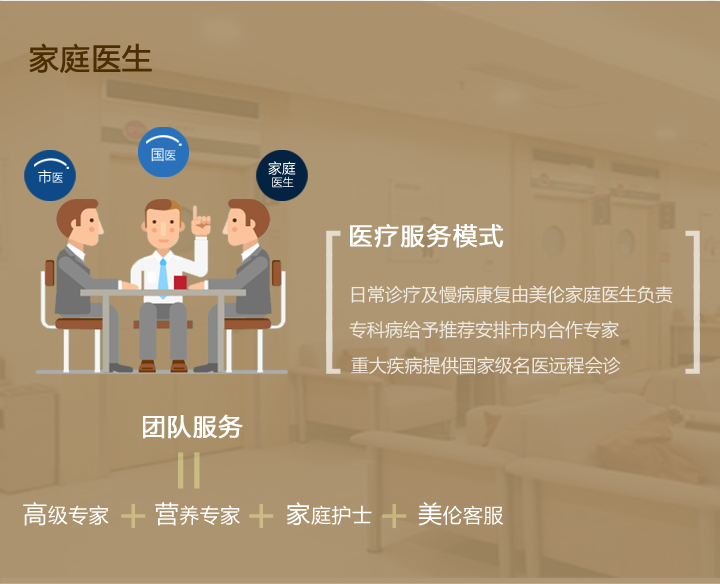 家庭医生
市医
国医
家庭
医生
医疗服务模式
日常诊疗及慢病康复由美伦家庭医生负责
专科病给予推荐安排市内合作专家
重大疾病提供国家级名医远程会诊
团队服务
高级专家 + 营养专家 + 家庭护士 + 美伦客服